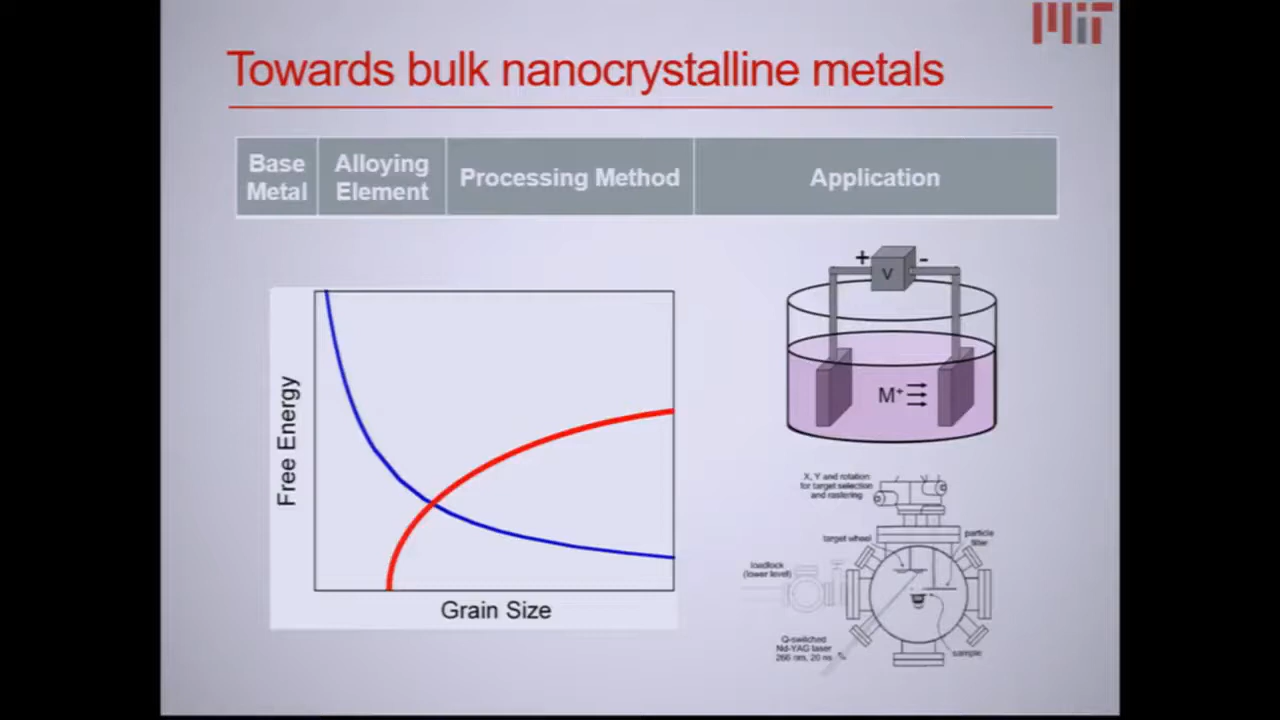 MIT
Towards bulk nanocrystalline metals
Base
Metal
Alloying
Element
Processing Method
Application
Free Energy
Grain Size
+
-
V
M+
X, Y and rotation
for target selection
and rastering
target wheel
particle
filter
loadlock
(lower level)
Q-switched
Nd-YAG laser
266 nm, 20 ns
sample